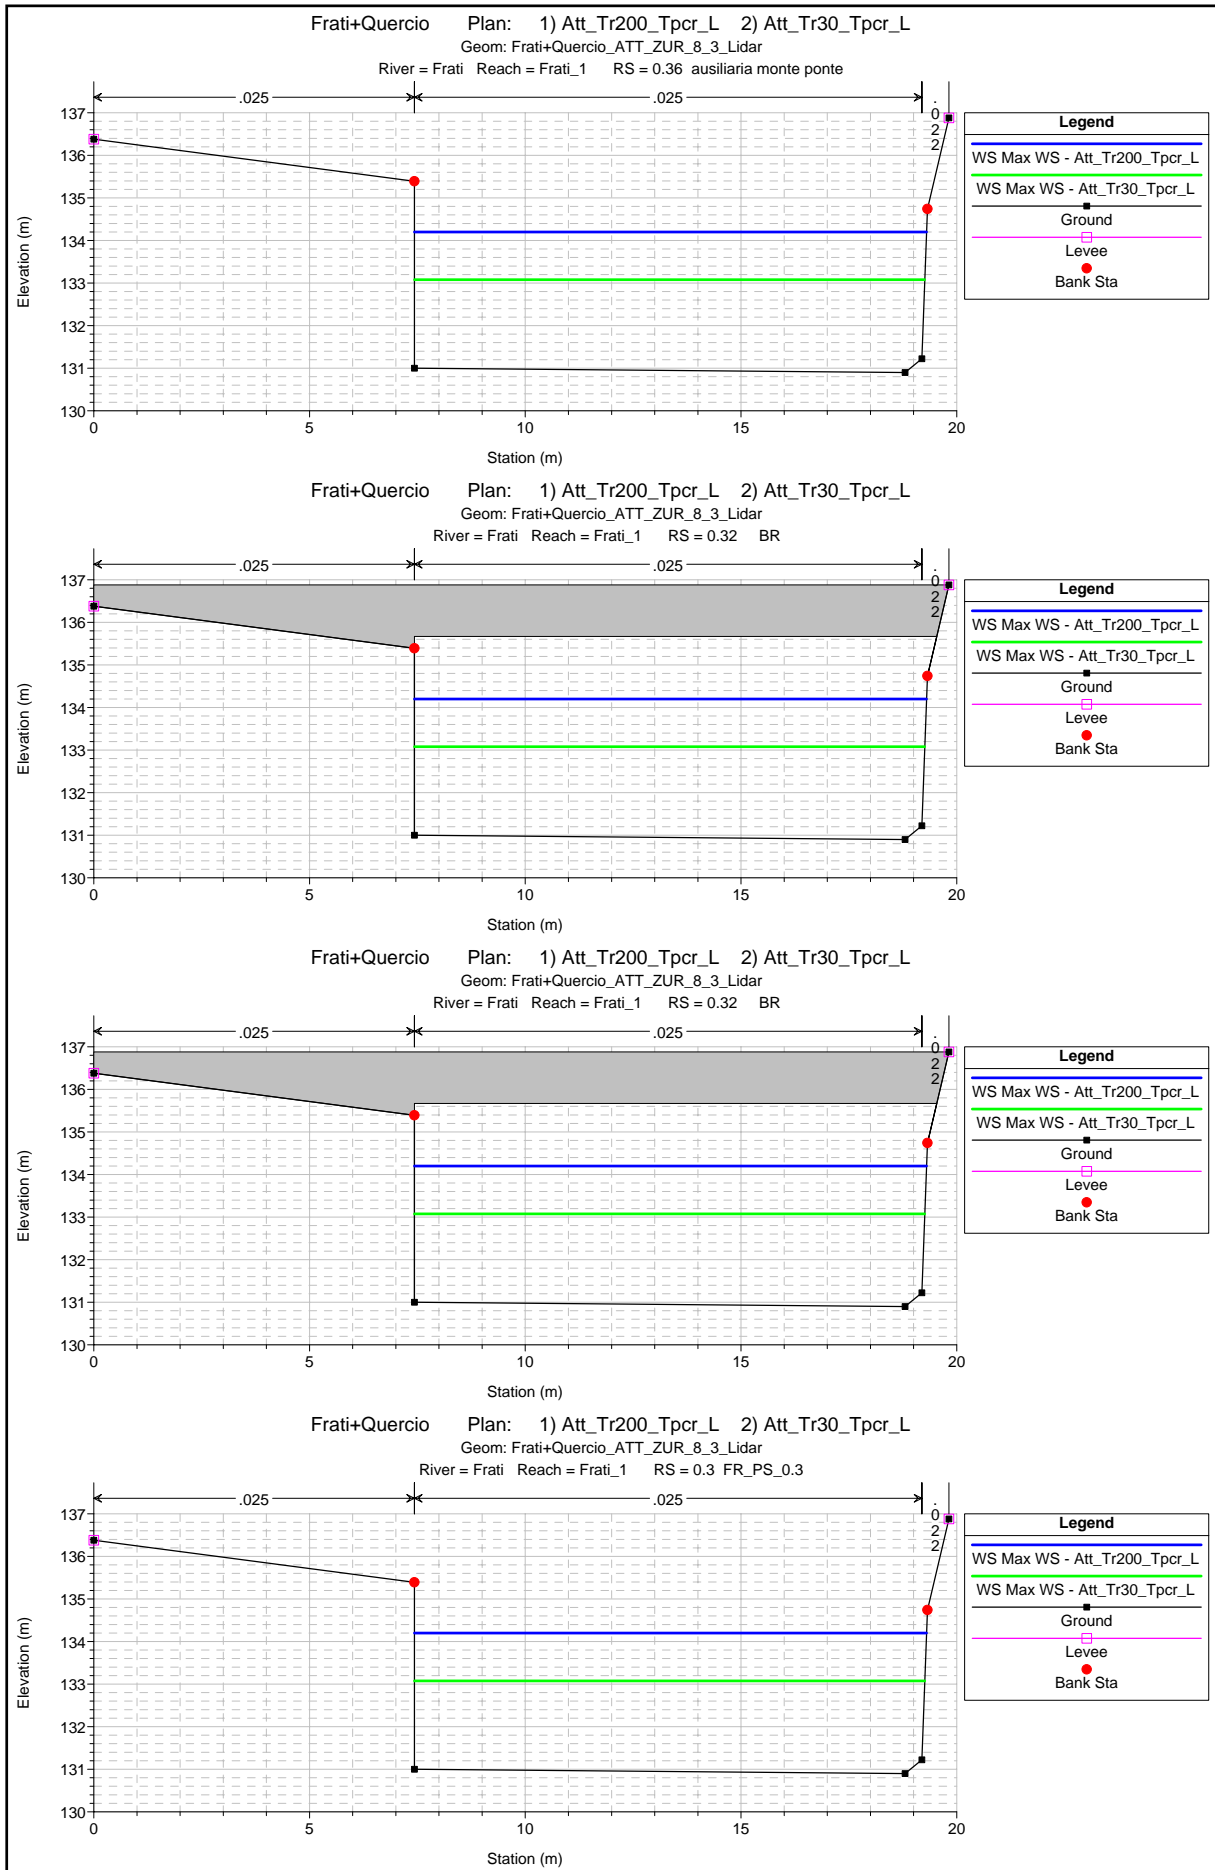 Frati+Quercio Plan: 1) Att_Tr200_Tpcr_L 2) Att_Tr30_Tpcr_L
Geom: Frati+Quercio_ATT_ZUR_8_3_Lidar
River = Frati Reach = Frati_1 RS = 0.36 ausiliaria monte ponte
.025 .025 .022
Elevation (m)
137
136
135
134
133
132
131
130
0 5 10 15 20
Station (m)
Legend
WS Max WS - Att_Tr200_Tpcr_L
WS Max WS - Att_Tr30_Tpcr_L
Ground
Levee
Bank Sta
Frati+Quercio Plan: 1) Att_Tr200_Tpcr_L 2) Att_Tr30_Tpcr_L
Geom: Frati+Quercio_ATT_ZUR_8_3_Lidar
River = Frati Reach = Frati_1 RS = 0.32 BR
.025 .025 .022
Elevation (m)
137
136
135
134
133
132
131
130
0 5 10 15 20
Station (m)
Legend
WS Max WS - Att_Tr200_Tpcr_L
WS Max WS - Att_Tr30_Tpcr_L
Ground
Levee
Bank Sta
Frati+Quercio Plan: 1) Att_Tr200_Tpcr_L 2) Att_Tr30_Tpcr_L
Geom: Frati+Quercio_ATT_ZUR_8_3_Lidar
River = Frati Reach = Frati_1 RS = 0.32 BR
.025 .025 .022
Elevation (m)
137
136
135
134
133
132
131
130
0 5 10 15 20
Station (m)
Legend
WS Max WS - Att_Tr200_Tpcr_L
WS Max WS - Att_Tr30_Tpcr_L
Ground
Levee
Bank Sta
Frati+Quercio Plan: 1) Att_Tr200_Tpcr_L 2) Att_Tr30_Tpcr_L
Geom: Frati+Quercio_ATT_ZUR_8_3_Lidar
River = Frati Reach = Frati_1 RS = 0.3 FR_PS_0.3
.025 .025 .022
Elevation (m)
137
136
135
134
133
132
131
130
0 5 10 15 20
Station (m)
Legend
WS Max WS - Att_Tr200_Tpcr_L
WS Max WS - Att_Tr30_Tpcr_L
Ground
Levee
Bank Sta